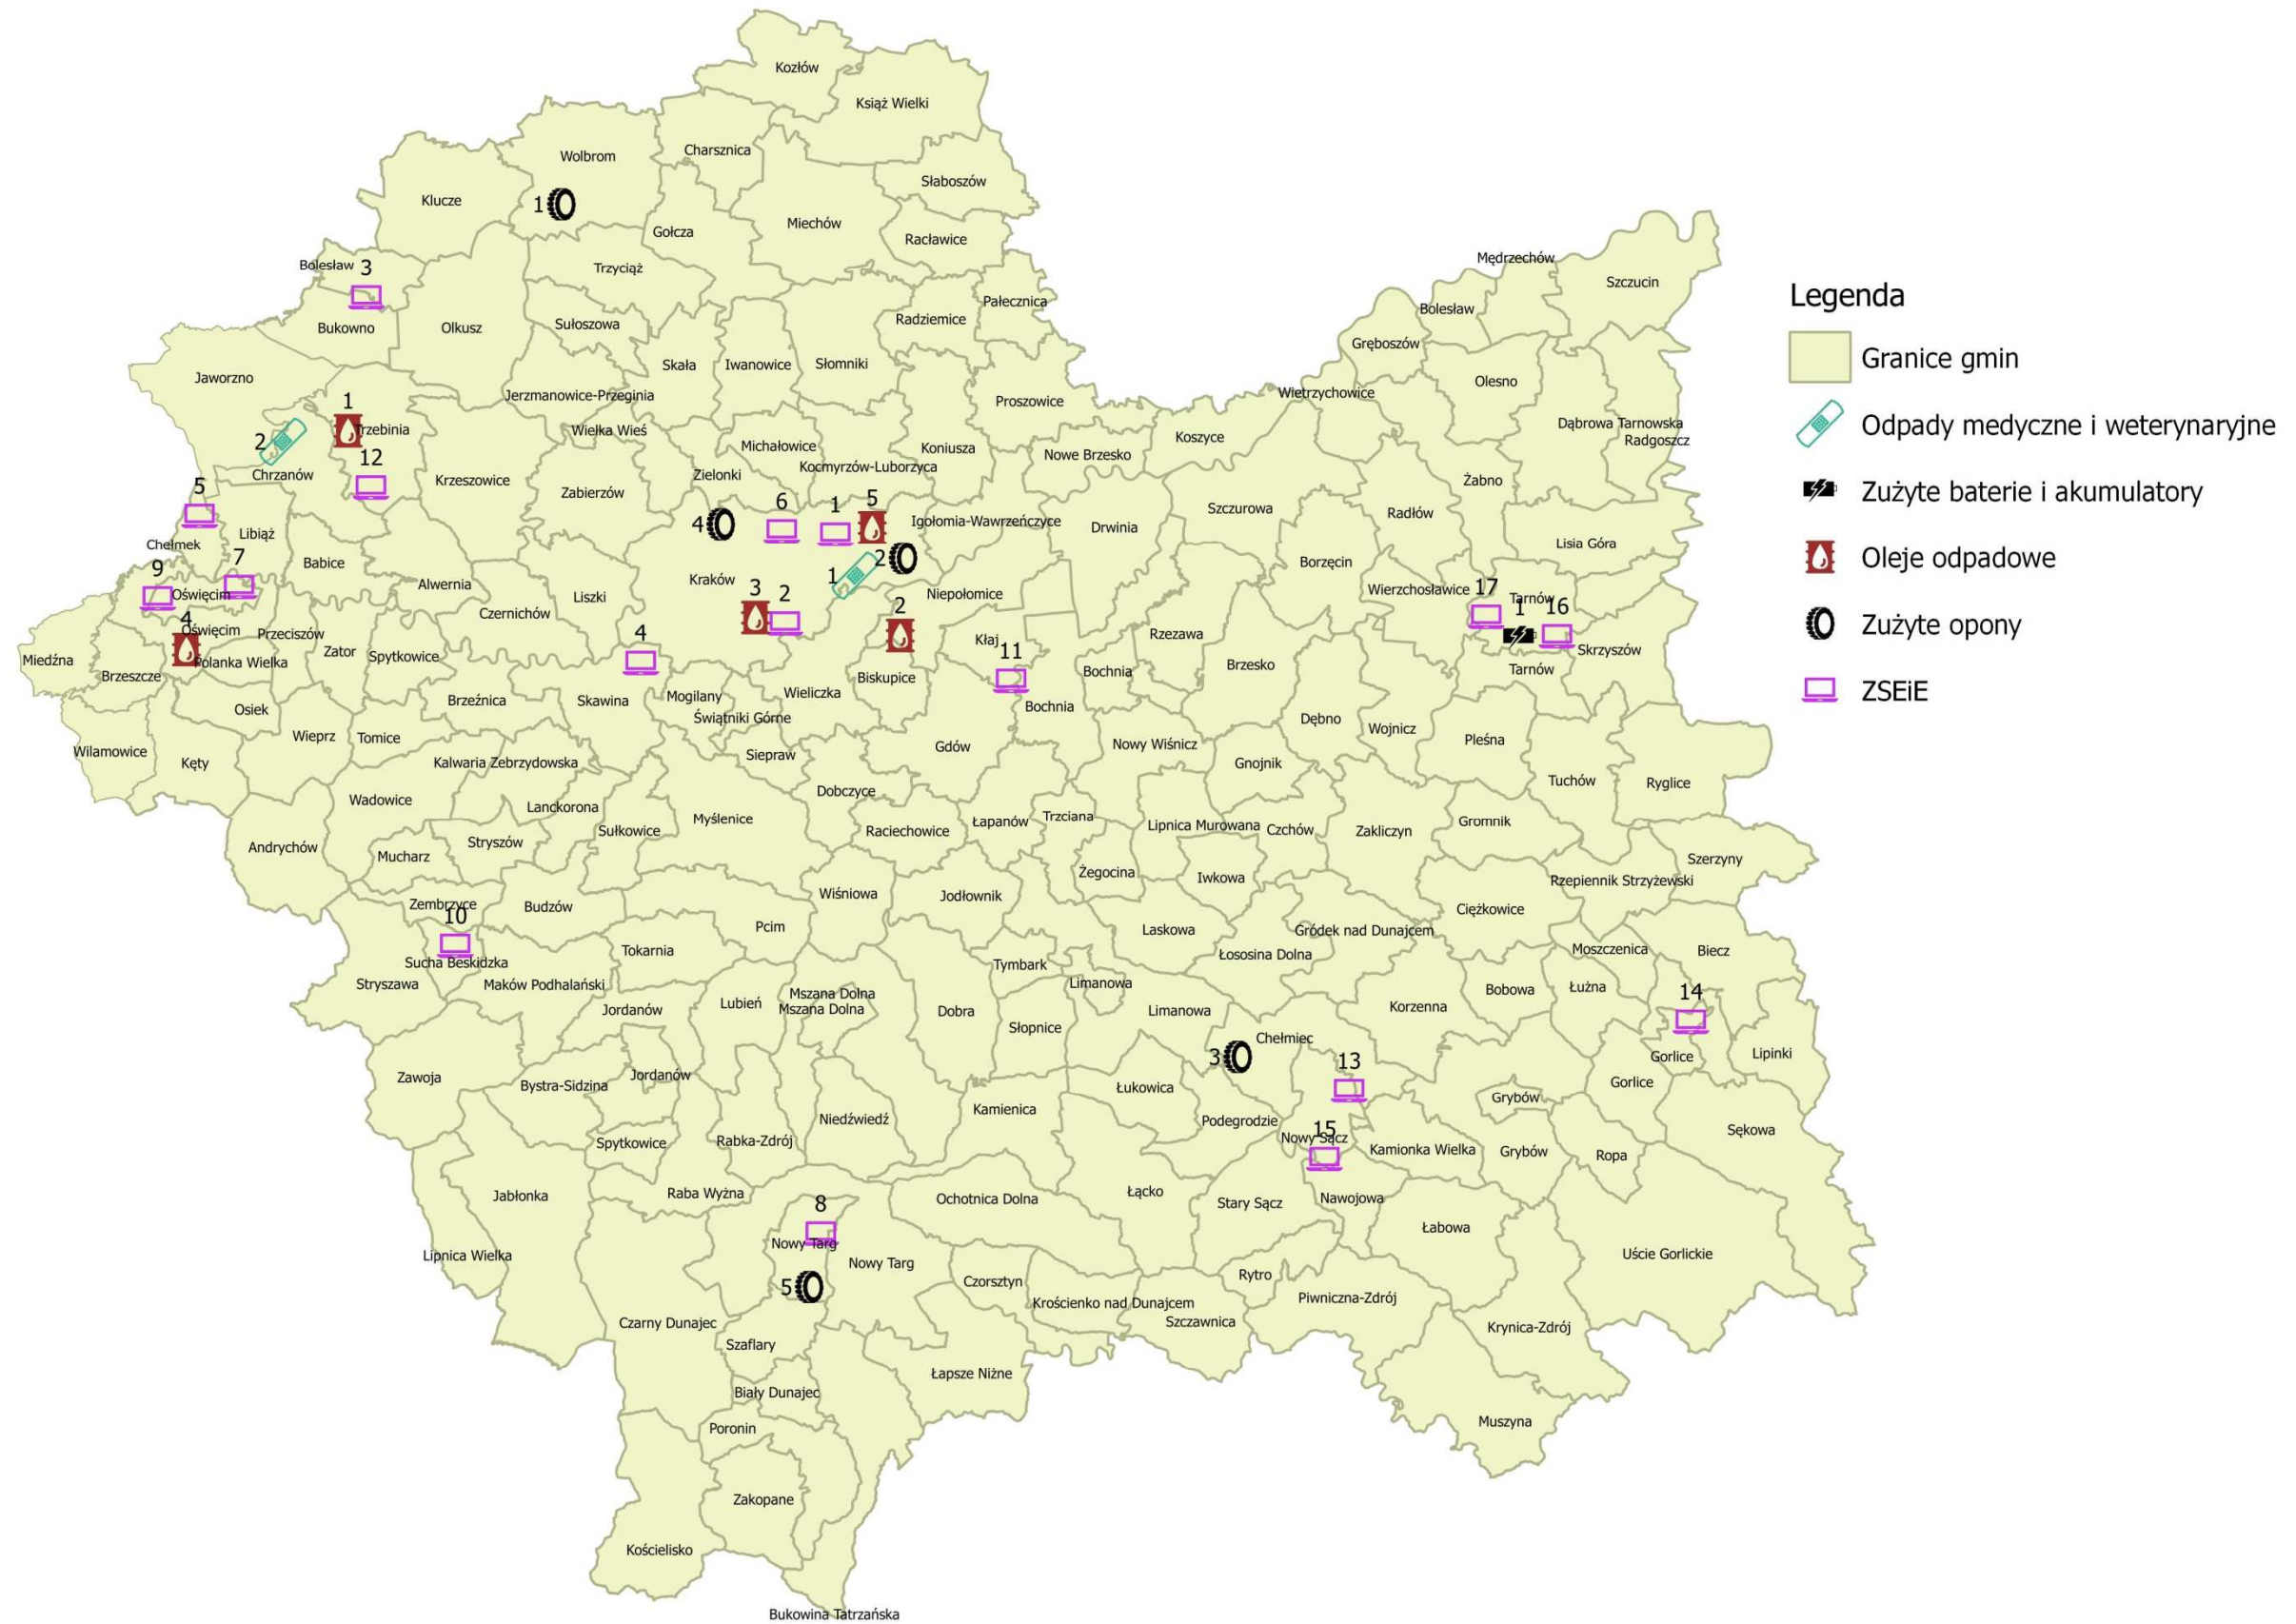 Kozłów
Książ Wielki
Charsznica
Wolbrom
Słaboszów
Klucze
1
Miechów
Gołcza
Racławice
Bolesław
3
Trzyciąż
Mędrzechów
Szczucin
Pałecznica
Bolesław
Bukowno
Olkusz
Sułoszowa
Radziemice
Gręboszów
Jaworzno
Skała
Iwanowice
Słomniki
Olesno
Jerzmanowice-Przeginia
Proszowice
Wietrzychowice
1
Trzebinia
Wielka Wieś
Dąbrowa Tarnowska
Radgoszcz
2
Michałowice
Koniusza
Koszyce
12
Nowe Brzesko
Chrzanów
Krzeszowice
Zielonki
Kocmyrzów-Luborzyca
Żabno
5
Zabierzów
6
1
5
Szczurowa
Radłów
4
Igołomia-Wawrzeńczyce
Drwinia
Libiąż
Chełmek
Lisia Góra
7
Babice
2
Borzęcin
9
Kraków
1
Alwernia
Oświęcim
Liszki
3
2
Niepołomice
Wierzchosławice
17
Tarnów
1
16
Czernichów
2
4
Oświęcim
Przeciszów
4
Kłaj
Rzezawa
Miedźna
Polanka Wielka
Zator
Spytkowice
11
Skrzyszów
Brzeszcze
Biskupice
Bochnia
Brzesko
Tarnów
Osiek
Brzeźnica
Skawina
Mogilany
Wieliczka
Bochnia
Świątniki Górne
Dębno
Wojnicz
Wieprz
Tomice
Wilamowice
Kęty
Siepraw
Gdów
Nowy Wiśnicz
Pleśna
Kalwaria Zebrzydowska
Gnojnik
Tuchów
Ryglice
Wadowice
Lanckorona
Dobczyce
Myślenice
Łapanów
Trzciana
Gromnik
Sułkowice
Raciechowice
Lipnica Murowana
Czchów
Zakliczyn
Andrychów
Stryszów
Mucharz
Szerzyny
Żegocina
Iwkowa
Rzepiennik Strzyżewski
Wiśniowa
Jodłownik
Zembrzyce
10
Budzów
Ciężkowice
Pcim
Laskowa
Gródek nad Dunajcem
Tokarnia
Łososina Dolna
Moszczenica
Biecz
Sucha Beskidzka
Tymbark
Stryszawa
Maków Podhalański
Limanowa
Mszana Dolna
Mszana Dolna
Lubień
Bobowa
Łużna
14
Jordanów
Dobra
Limanowa
Korzenna
Słopnice
Chełmiec
3
Gorlice
Lipinki
13
Zawoja
Bystra-Sidzina
Jordanów
Łukowica
Gorlice
Grybów
Niedźwiedź
Kamienica
Podegrodzie
Sękowa
15
Nowy Sącz
Spytkowice
Rabka-Zdrój
Kamionka Wielka
Grybów
Ropa
Jabłonka
Raba Wyżna
Ochotnica Dolna
Łącko
Stary Sącz
Nawojowa
8
Łabowa
Nowy Targ
Lipnica Wielka
Nowy Targ
Uście Gorlickie
Czorsztyn
Rytro
5
Krościenko nad Dunajcem
Piwniczna-Zdrój
Czarny Dunajec
Szczawnica
Krynica-Zdrój
Szaflary
Łapsze Niżne
Biały Dunajec
Muszyna
Poronin
Zakopane
Kościelisko
Bukowina Tatrzańska
Legenda
Granice gmin
Odpady medyczne i weterynaryjne
Zużyte baterie i akumulatory
Oleje odpadowe
Zużyte opony
ZSEiE